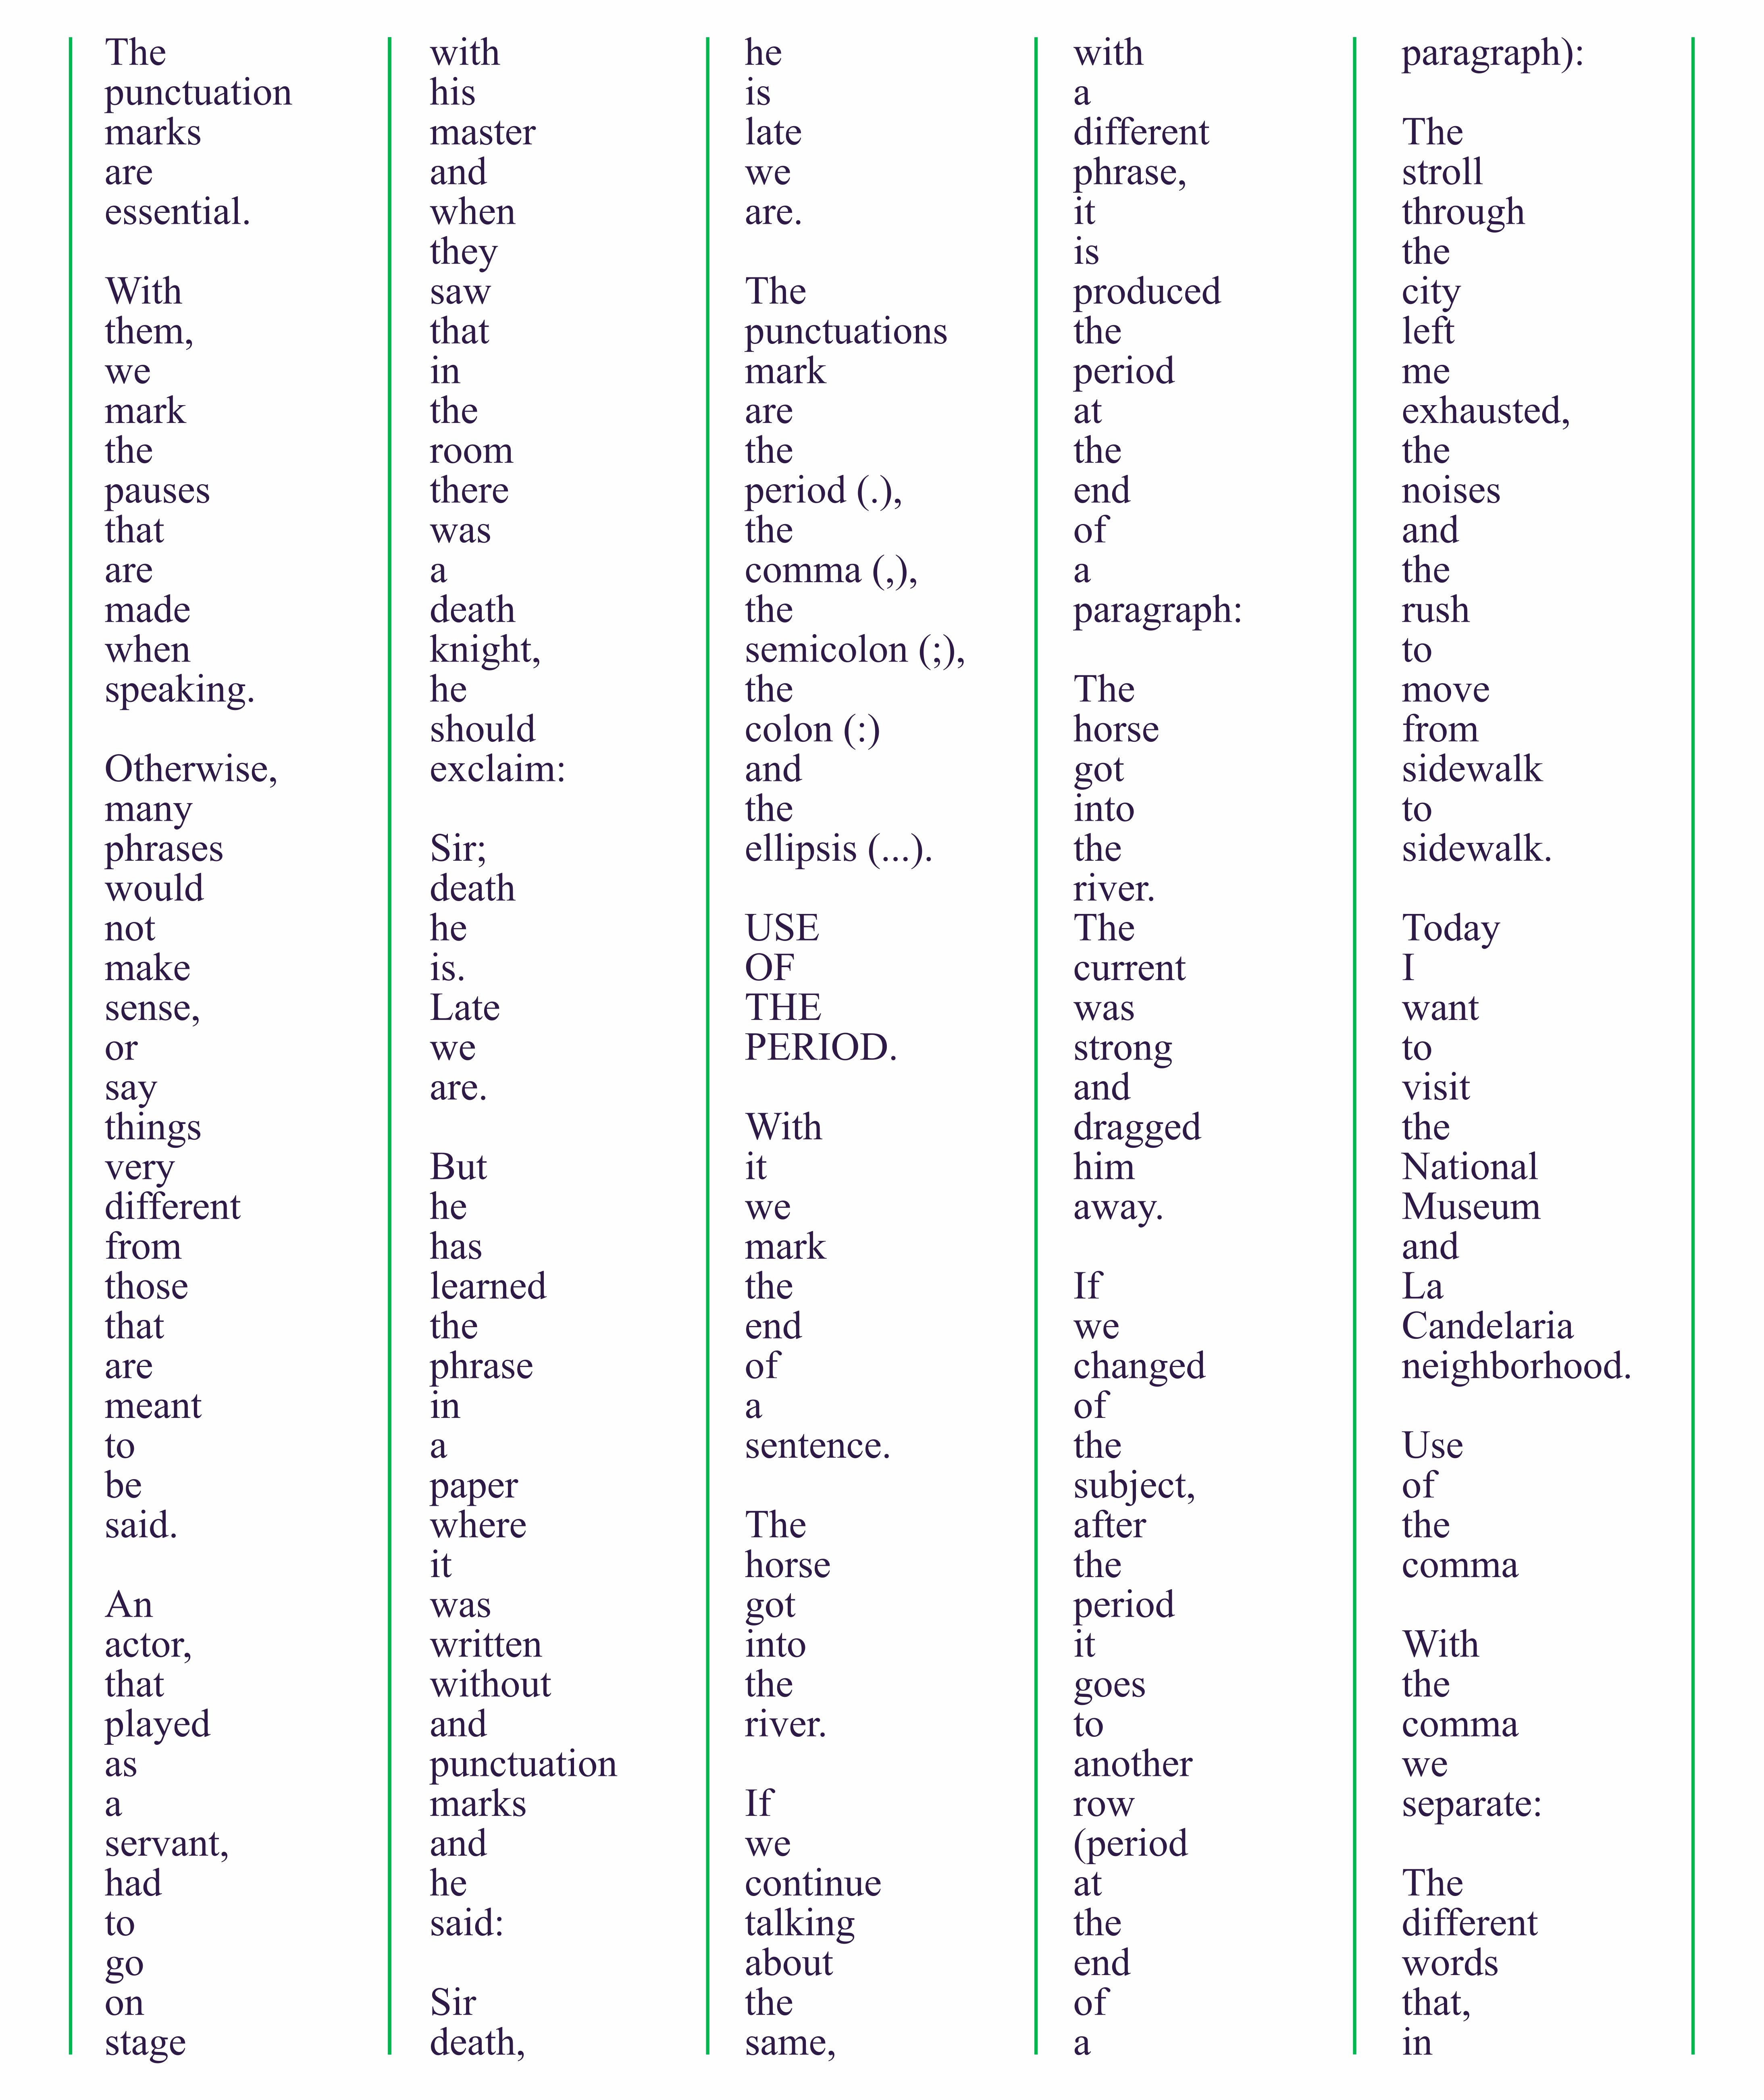 The
punctuation
marks
are
essential.

With
them,
we
mark
the
pauses
that
are
made
when
speaking.

Otherwise,
many
phrases
would
not
make
sense,
or
say
things
very
different
from
those
that
are
meant
to
be
said.

An
actor,
that
played
as
a
servant,
had
to
go
on
stage
with
his
master
and
when
they
saw
that
in
the
room
there
was
a
death
knight,
he
should
exclaim:

Sir;
death
he
is.
Late
we
are.

But
he
has
learned
the
phrase
in
a
paper
where
it
was
written
without
and
punctuation
marks
and
he
said:

Sir
death,
he
is
late
we
are.

The
punctuations
mark
are
the
period (.),
the
comma (,),
the
semicolon (;),
the
colon (:)
and
the
ellipsis (...).

USE
OF
THE
PERIOD.

With
it
we
mark
the
end
of
a
sentence.

The
horse
got
into
the
river.

If
we
continue
talking
about
the
same,
with
a
different
phrase,
it
is
produced
the
period
at
the
end
of
a
paragraph:

The
horse
got
into
the
river.
The
current
was
strong
and
dragged
him
away.

If
we
changed
of
the
subject,
after
the
period
it
goes
to
another
row
(period
at
the
end
of
a
paragraph):

The
stroll
through
the
city
left
me
exhausted,
the
noises
and
the
rush
to
move
from
sidewalk
to
sidewalk.

Today
I
want
to
visit
the
National
Museum
and
La
Candelaria
neighborhood.

Use
of
the
comma

With
the
comma
we
separate:

The
different
words
that,
in